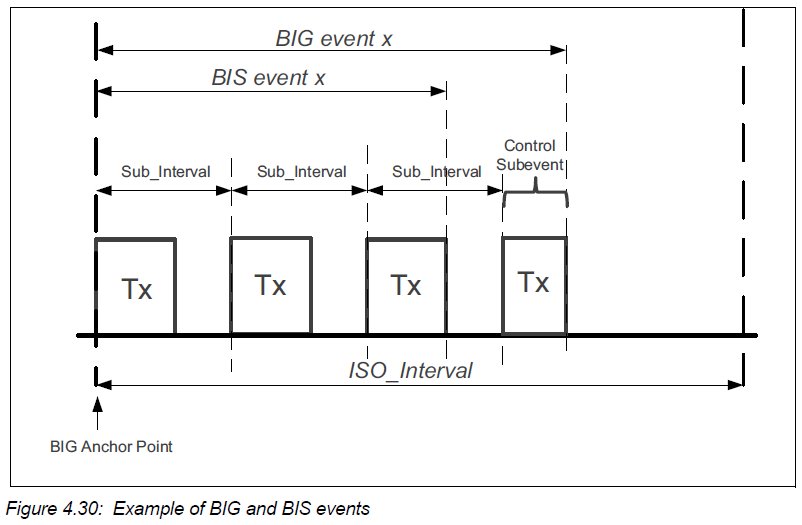 BIG event x
BIS event x
Control
Subevent
Sub_Interval
Sub_Interval
Sub_Interval
Tx
Tx
Tx
Tx
ISO_Interval
BIG Anchor Point
Figure 4.30: Example of BIG and BIS events